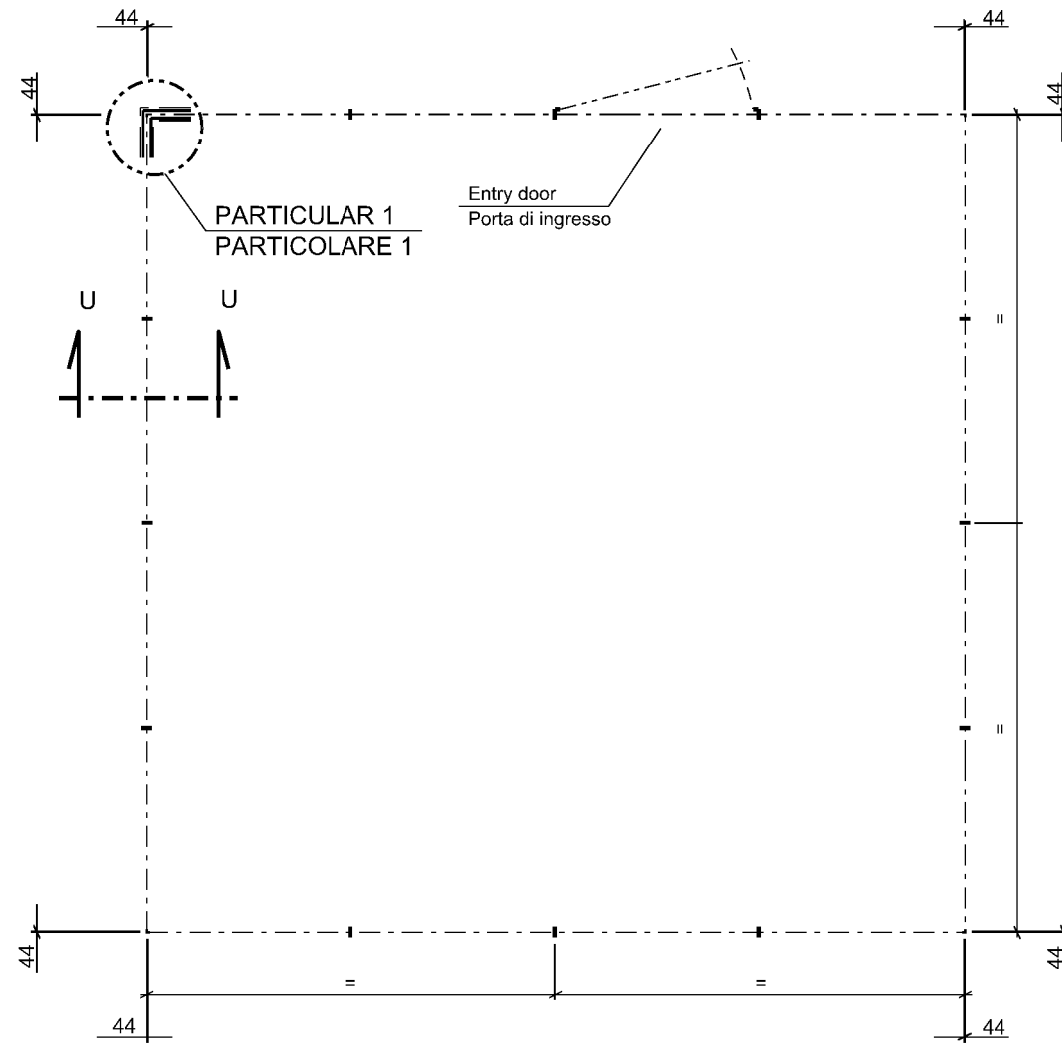 44
44
44
44
PARTICULAR 1
PARTICOLARE 1
Entry door
Porta di ingresso
U
U
=
=
44
44
=
=
44
44